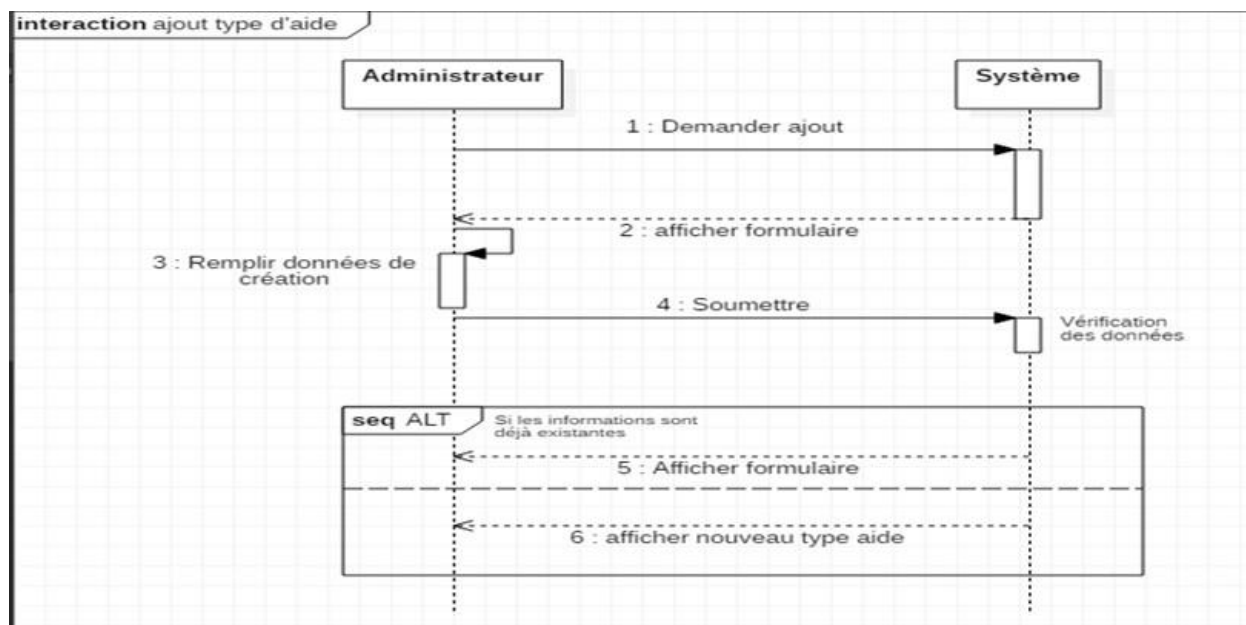 interaction ajout type d'aide
Administrateur
Système
1 : Demander ajout
2 : afficher formulaire
3 : Remplir données de
création
4 : Soumettre
Vérification
des données
seq ALT
Si les informations sont
déjà existantes
5 : Afficher formulaire
6 : afficher nouveau type aide